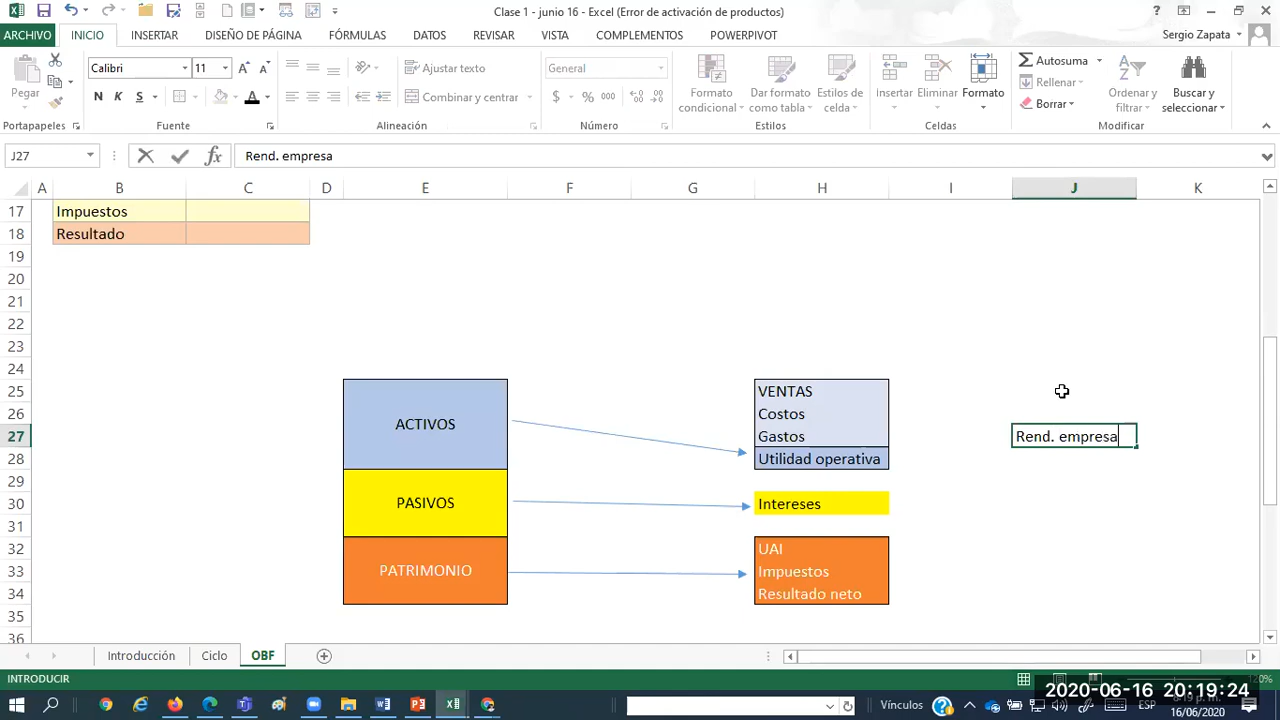 Clase 1 - junio 16 - Excel (Error de activación de productos)
ARCHIVO INICIO INSERTAR DISEÑO DE PÁGINA FÓRMULAS DATOS REVISAR VISTA COMPLEMENTOS POWERPIVOT Sergio Zapata
Pegar
Calibri 11
N K S
Ajustar texto
Combinar y centrar
General
$ % 000
Formato condicional
Dar formato como tabla
Estilos de celda
Insertar Eliminar Formato
Autosuma
Rellenar
Borrar
Ordenar y filtrar
Buscar y seleccionar
Portapapeles Fuente Alineación Número Estilos Celdas Modificar
J27 fx Rend. empresa
A B C D E F G H I J K
17 Impuestos
18 Resultado
19
20
21
22
23
24
25 VENTAS
26 ACTIVOS Costos
27 Gastos Rend. empresa
28 Utilidad operativa
29
30 PASIVOS Intereses
31
32 UAI
33 PATRIMONIO Impuestos
34 Resultado neto
35
36
Introducción Ciclo OBF
INTRODUCIR
2020-06-16 20:19:24
Vínculos ESP 16/06/2020